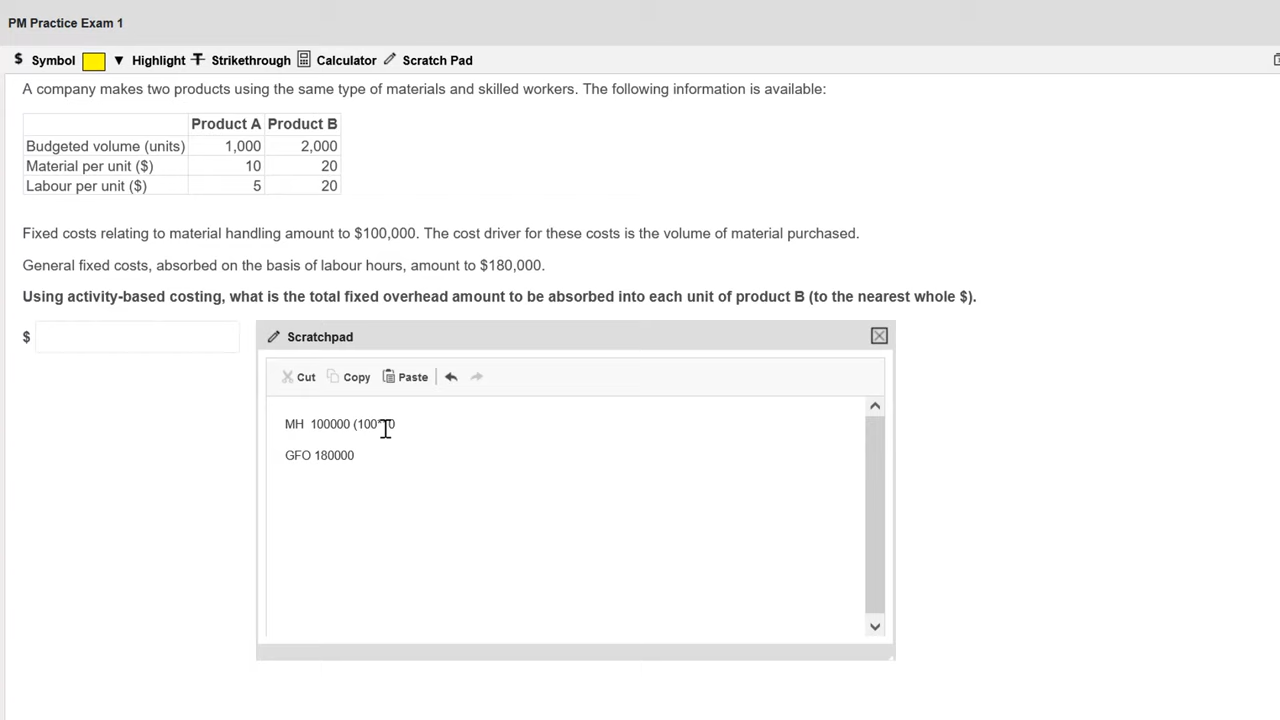 PM Practice Exam 1
$ Symbol ▼ Highlight T Strikethrough Calculator Scratch Pad
A company makes two products using the same type of materials and skilled workers. The following information is available:
Product A Product B
Budgeted volume (units) 1,000 2,000
Material per unit ($) 10 20
Labour per unit ($) 5 20
Fixed costs relating to material handling amount to $100,000. The cost driver for these costs is the volume of material purchased.
General fixed costs, absorbed on the basis of labour hours, amount to $180,000.
Using activity-based costing, what is the total fixed overhead amount to be absorbed into each unit of product B (to the nearest whole $).
$
Scratchpad
Cut Copy Paste
MH 100000
GFO 180000